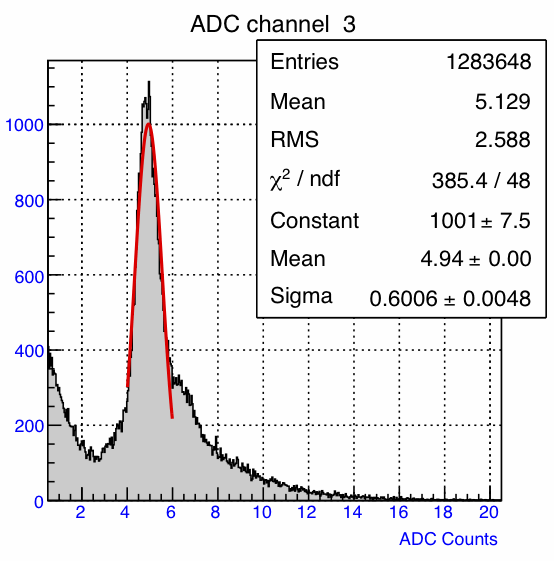 ADC channel 3
Entries 1283648
Mean 5.129
RMS 2.588
χ² / ndf 385.4 / 48
Constant 1001 ± 7.5
Mean 4.94 ± 0.00
Sigma 0.6006 ± 0.0048
1000
800
600
400
200
0
2 4 6 8 10 12 14 16 18 20
ADC Counts